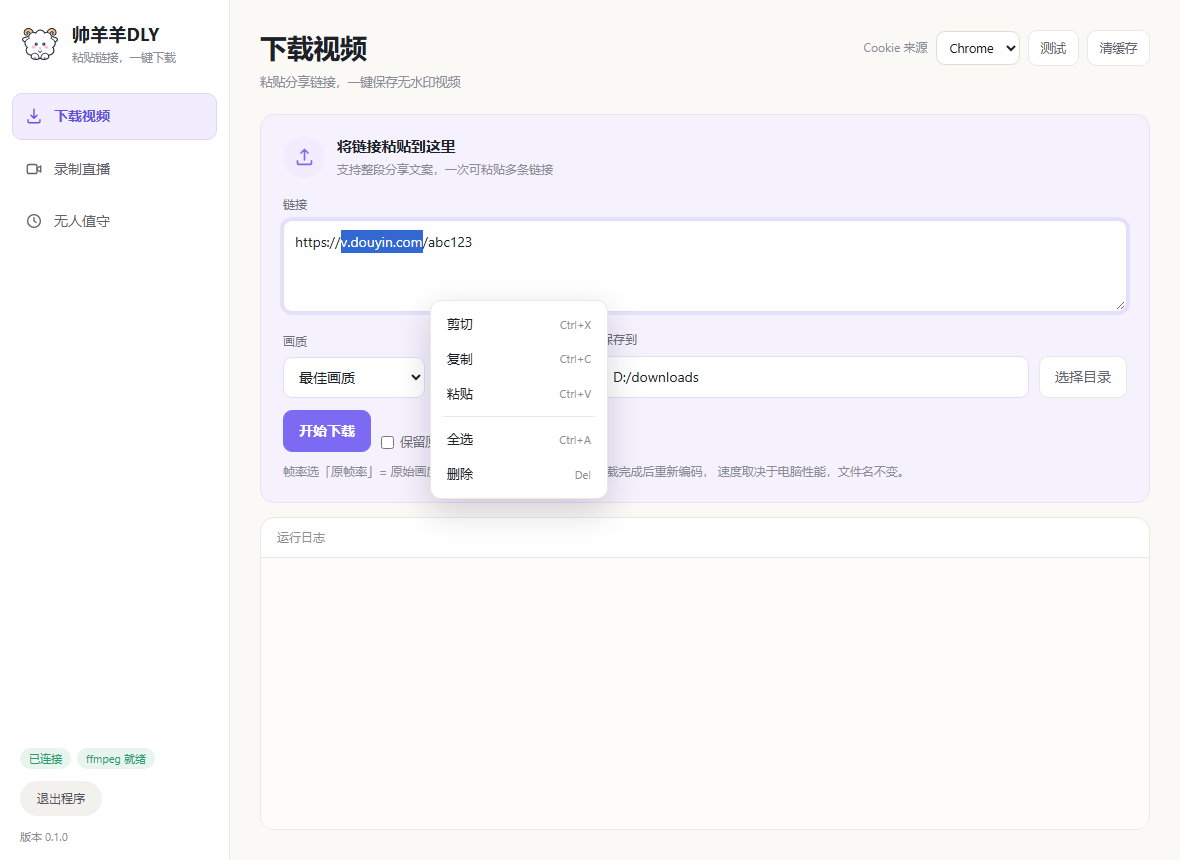 帅羊羊DLY
粘贴链接，一键下载
下载视频
录制直播
无人值守
已连接
ffmpeg 就绪
退出程序
版本 0.1.0
下载视频
粘贴分享链接，一键保存无水印视频
Cookie 来源
Chrome
测试
清缓存
将链接粘贴到这里
支持整段分享文案，一次可粘贴多条链接
链接
https://v.douyin.com/abc123
剪切 Ctrl+X
复制 Ctrl+C
粘贴 Ctrl+V
全选 Ctrl+A
删除 Del
画质
最佳画质
保存到
D:/downloads
选择目录
开始下载
保留
帧率选「原帧率」= 原始画
载完成后重新编码， 速度取决于电脑性能，文件名不变。
运行日志